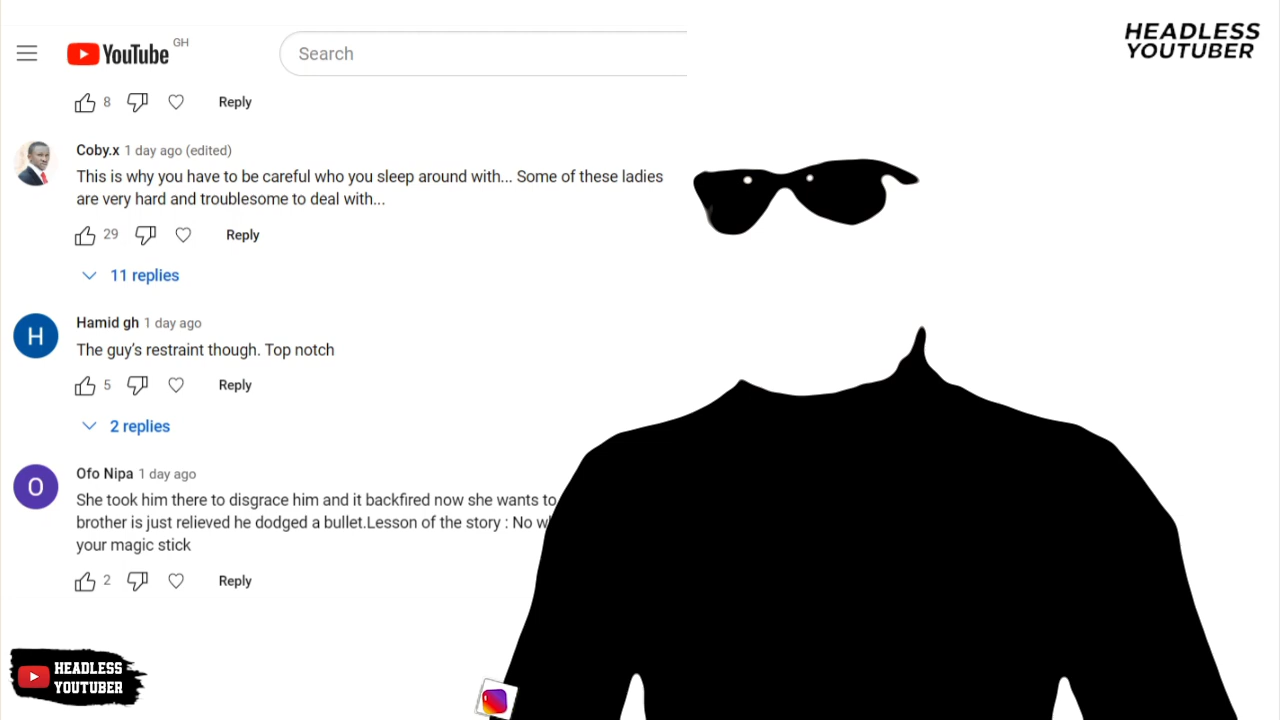 YouTube GH
Search
HEADLESS
YOUTUBER
8 Reply
Coby.x 1 day ago (edited)
This is why you have to be careful who you sleep around with... Some of these ladies
are very hard and troublesome to deal with...
29 Reply
11 replies
Hamid gh 1 day ago
The guy's restraint though. Top notch
5 Reply
2 replies
Ofo Nipa 1 day ago
She took him there to disgrace him and it backfired now she wants to
brother is just relieved he dodged a bullet.Lesson of the story : No
your magic stick
2 Reply
HEADLESS
YOUTUBER
H
O